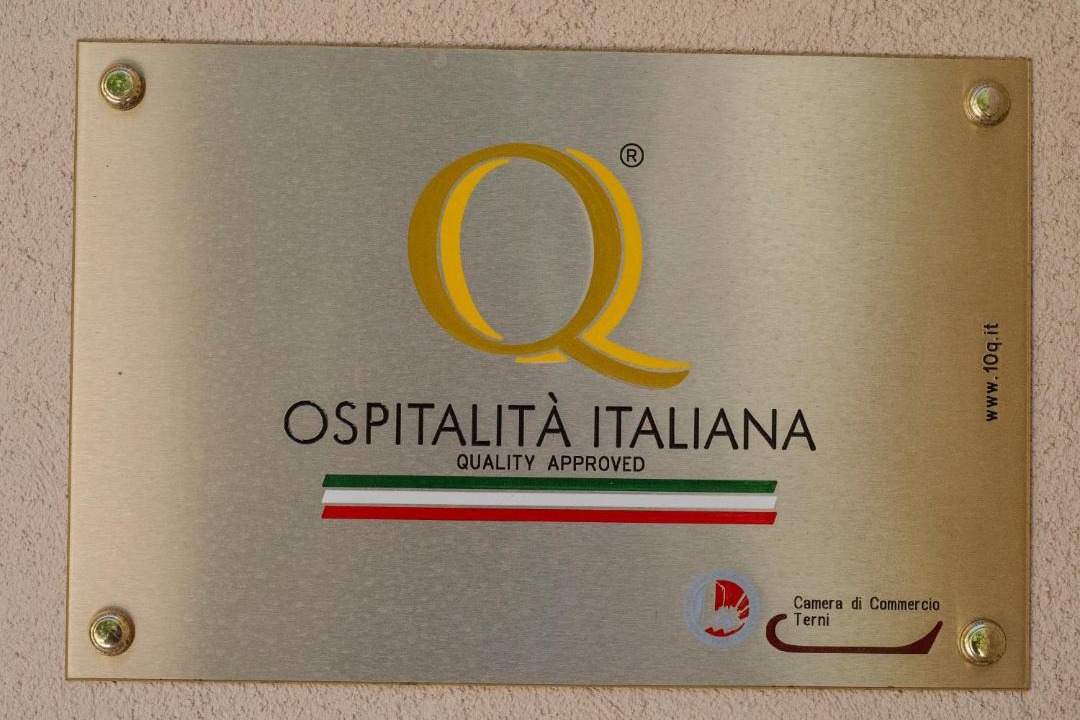 Q®
OSPITALITÀ ITALIANA
QUALITY APPROVED
www.10q.it
Camera di Commercio
Terni